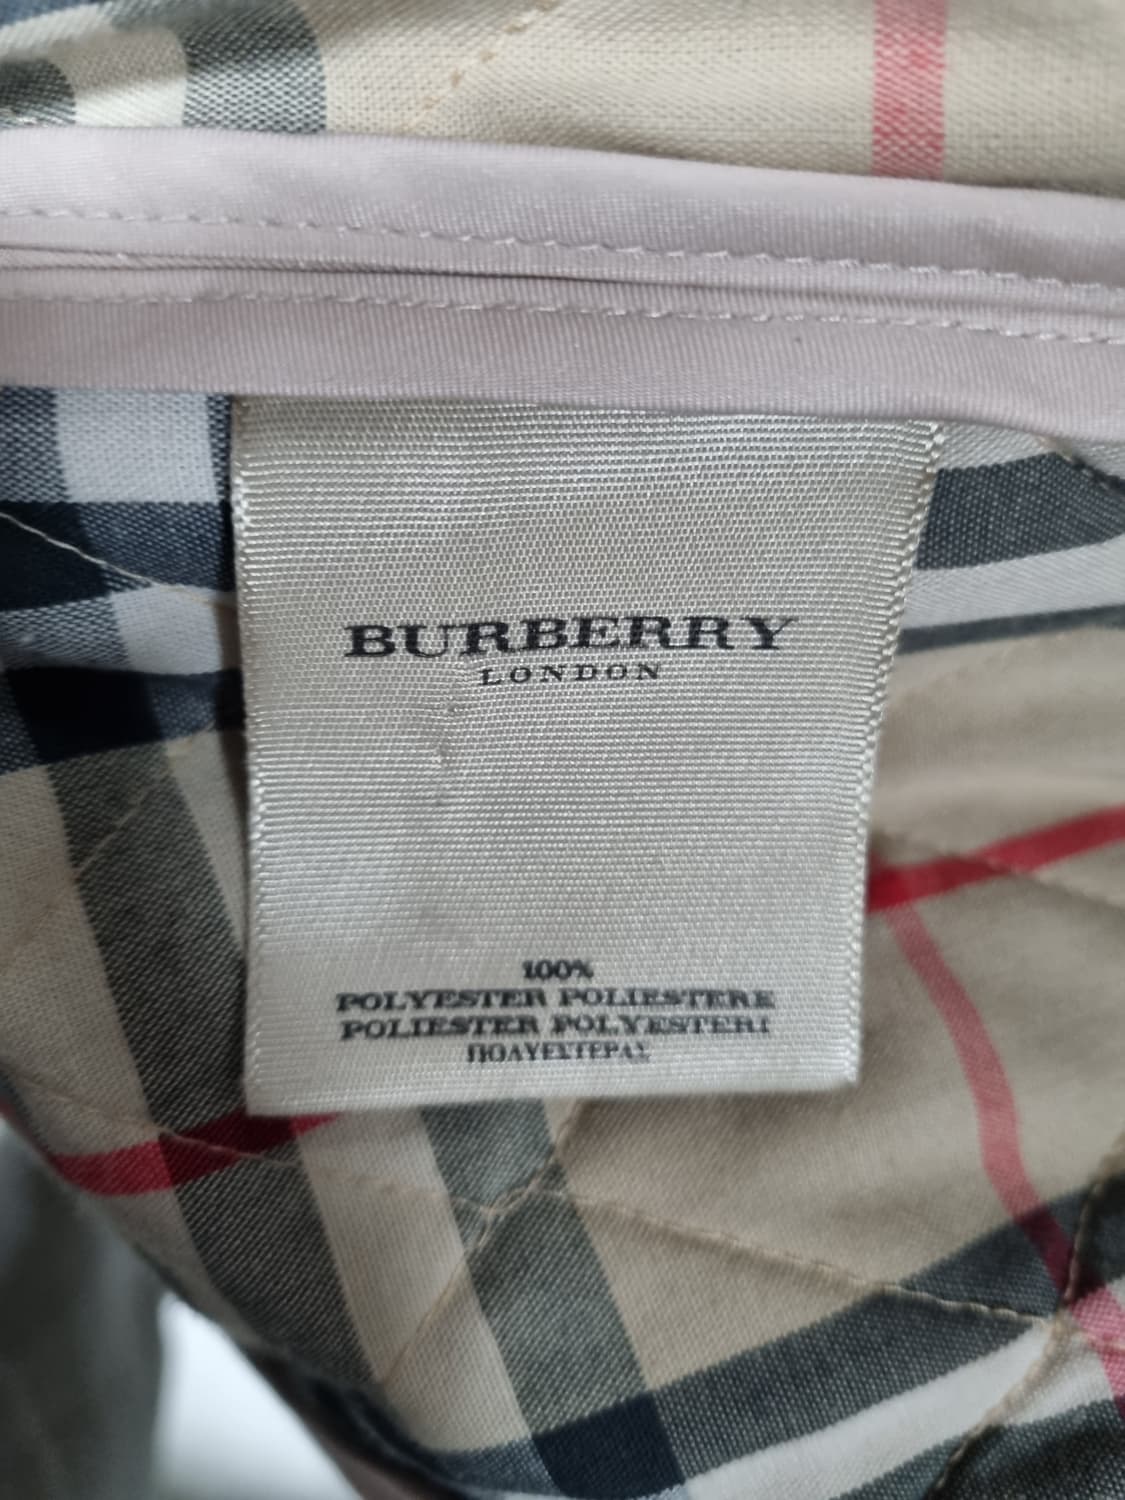 BURBERRY
LONDON
100%
POLYESTER POLIESTERE
POLIESTER POLYESTERI
ΠΟΛΥΕΣΤΕΡΑΣ